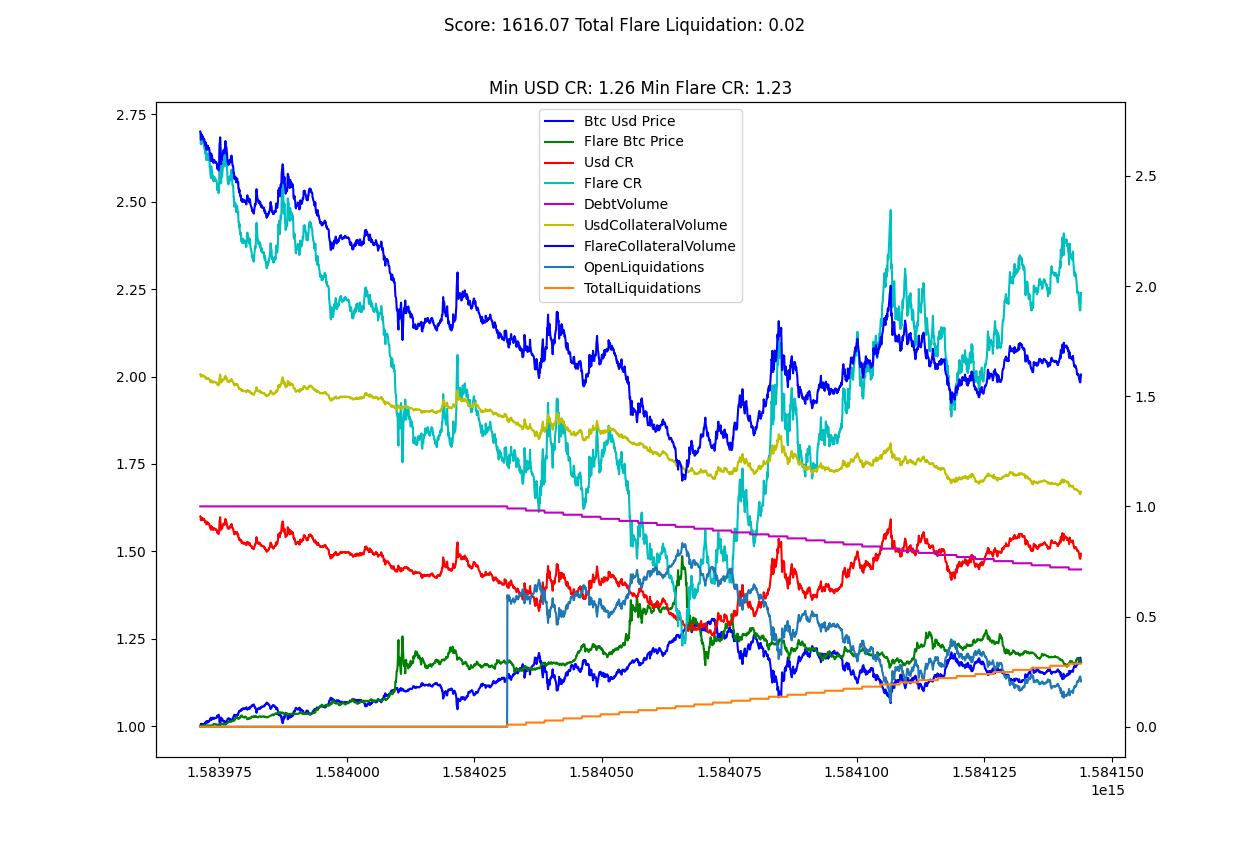 Score: 1616.07 Total Flare Liquidation: 0.02
Min USD CR: 1.26 Min Flare CR: 1.23
Btc Usd Price
Flare Btc Price
Usd CR
Flare CR
DebtVolume
UsdCollateralVolume
FlareCollateralVolume
OpenLiquidations
TotalLiquidations
2.75
2.50
2.25
2.00
1.75
1.50
1.25
1.00
2.5
2.0
1.5
1.0
0.5
0.0
1.583975 1.584000 1.584025 1.584050 1.584075 1.584100 1.584125 1.584150
1e15